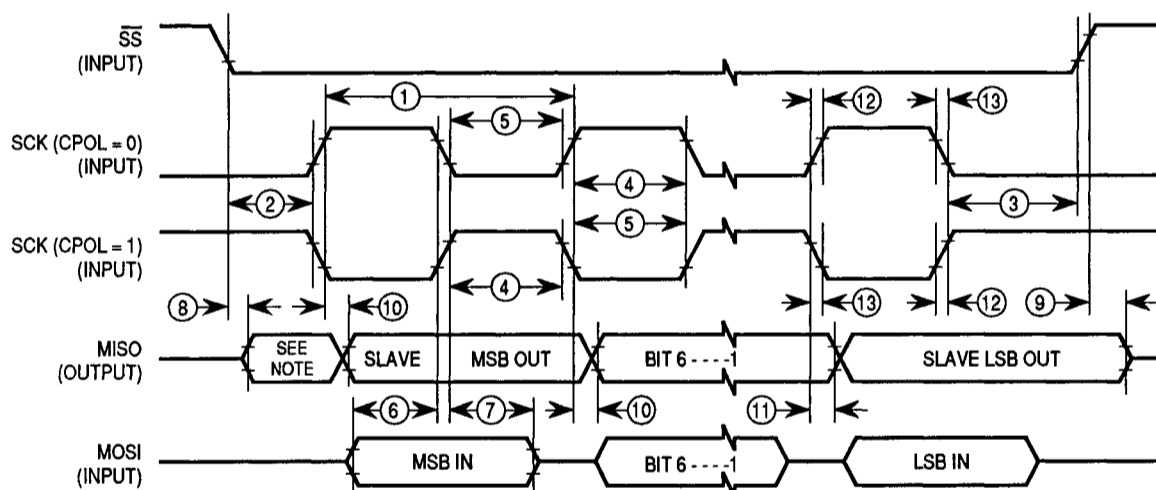 SS
(INPUT)
① ⑫ ⑬
⑤
SCK (CPOL = 0)
(INPUT)
④
② ③
⑤
SCK (CPOL = 1)
(INPUT)
④
⑧ ⑩ ⑬ ⑫ ⑨
MISO
(OUTPUT)
SEE
NOTE
SLAVE MSB OUT BIT 6 - - - - 1 SLAVE LSB OUT
⑥ ⑦ ⑩ ⑪
MOSI
(INPUT)
MSB IN BIT 6 - - - - 1 LSB IN